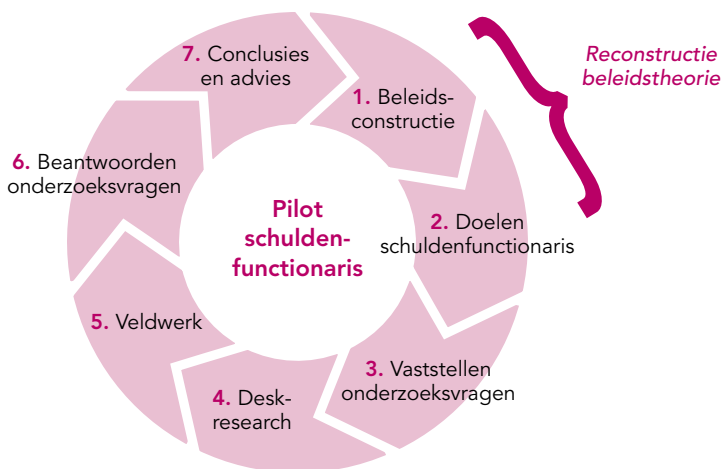 7. Conclusies
en advies
1. Beleids-
constructie
Reconstructie
beleidstheorie
6. Beantwoorden
onderzoeksvragen
Pilot
schulden-
functionaris
2. Doelen
schuldenfunctionaris
5. Veldwerk
3. Vaststellen
onderzoeksvragen
4. Desk-
research